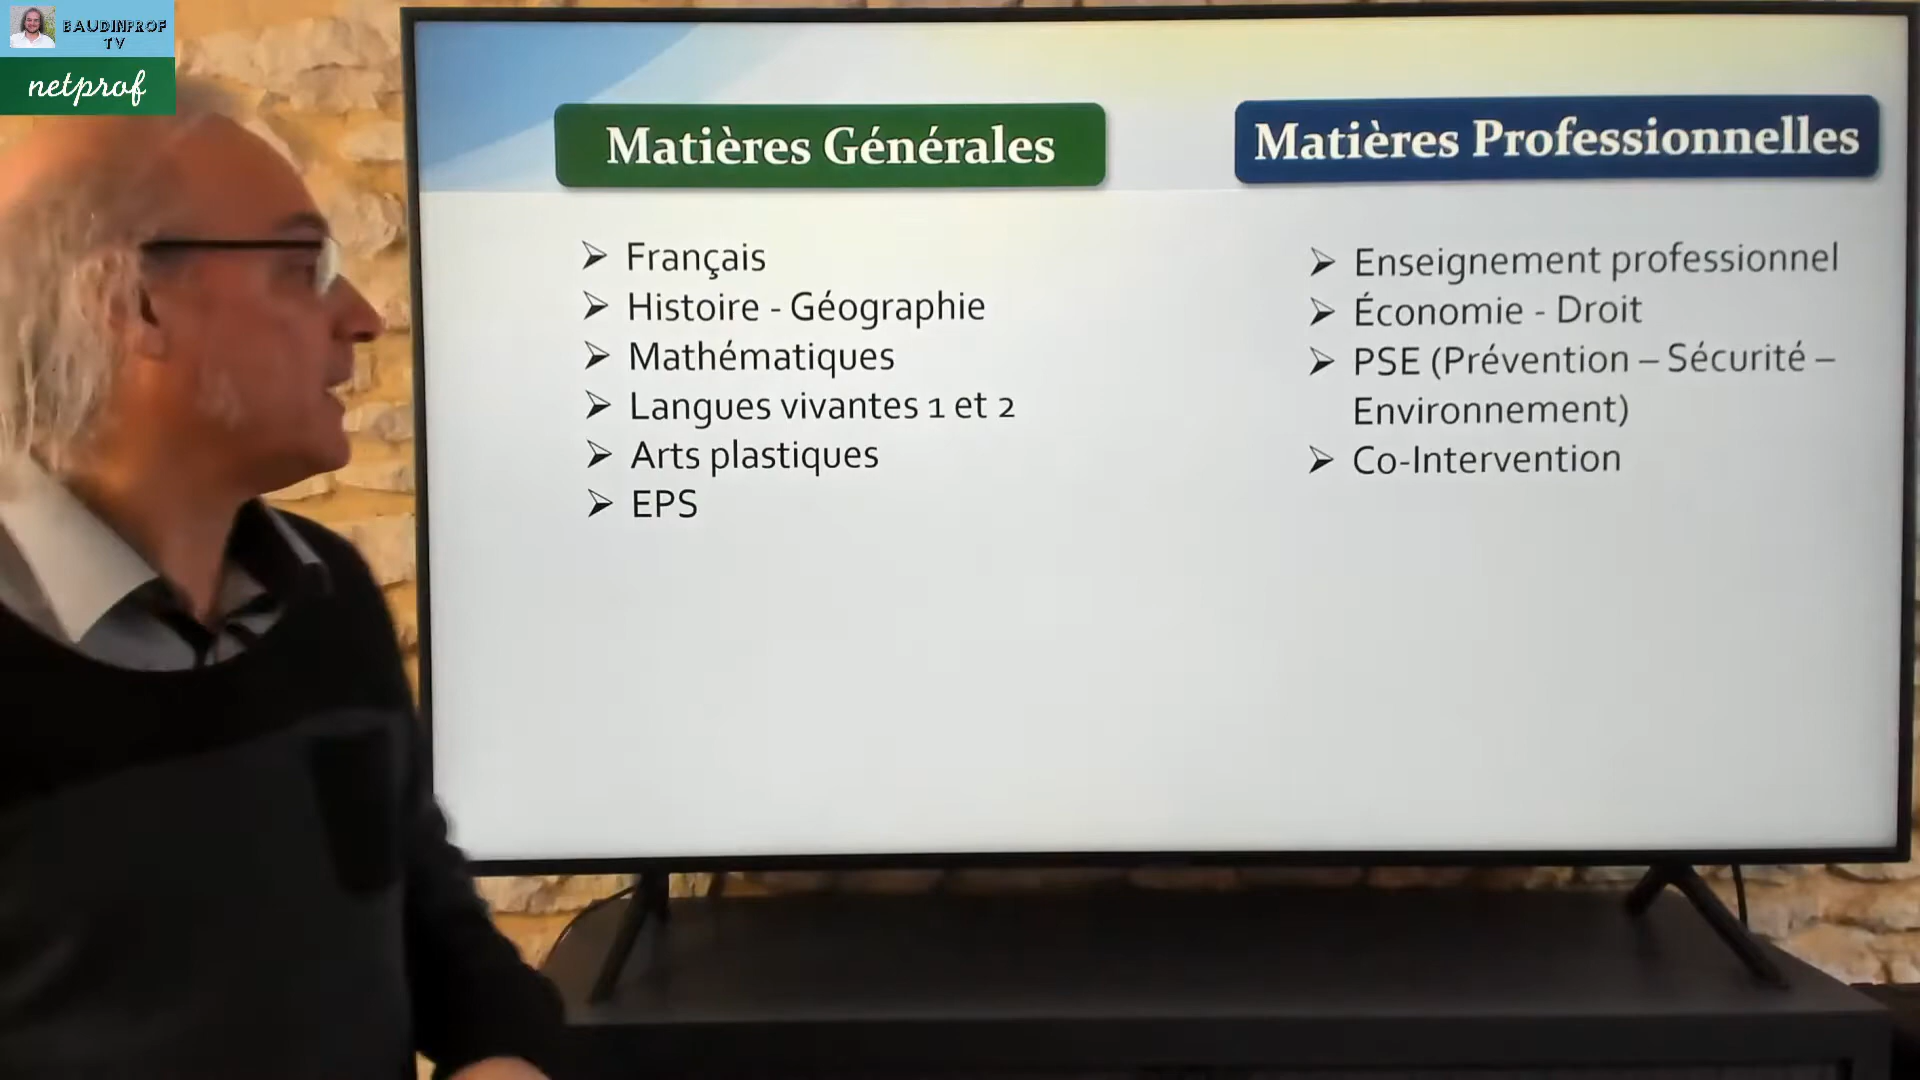 BAUDINPROF
TV
netprof
Matières Générales
➢ Français
➢ Histoire - Géographie
➢ Mathématiques
➢ Langues vivantes 1 et 2
➢ Arts plastiques
➢ EPS
Matières Professionnelles
➢ Enseignement professionnel
➢ Économie - Droit
➢ PSE (Prévention – Sécurité –
Environnement)
➢ Co-Intervention